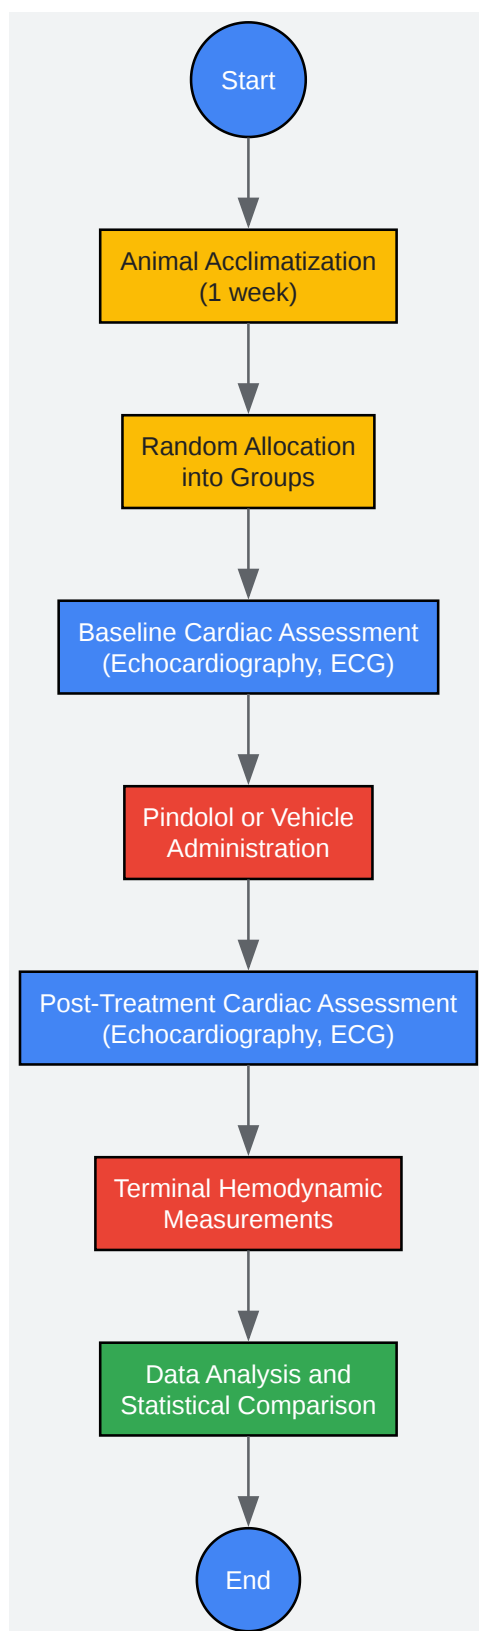 Start
Animal Acclimatization
(1 week)
Random Allocation
into Groups
Baseline Cardiac Assessment
(Echocardiography, ECG)
Pindolol or Vehicle
Administration
Post-Treatment Cardiac Assessment
(Echocardiography, ECG)
Terminal Hemodynamic
Measurements
Data Analysis and
Statistical Comparison
End